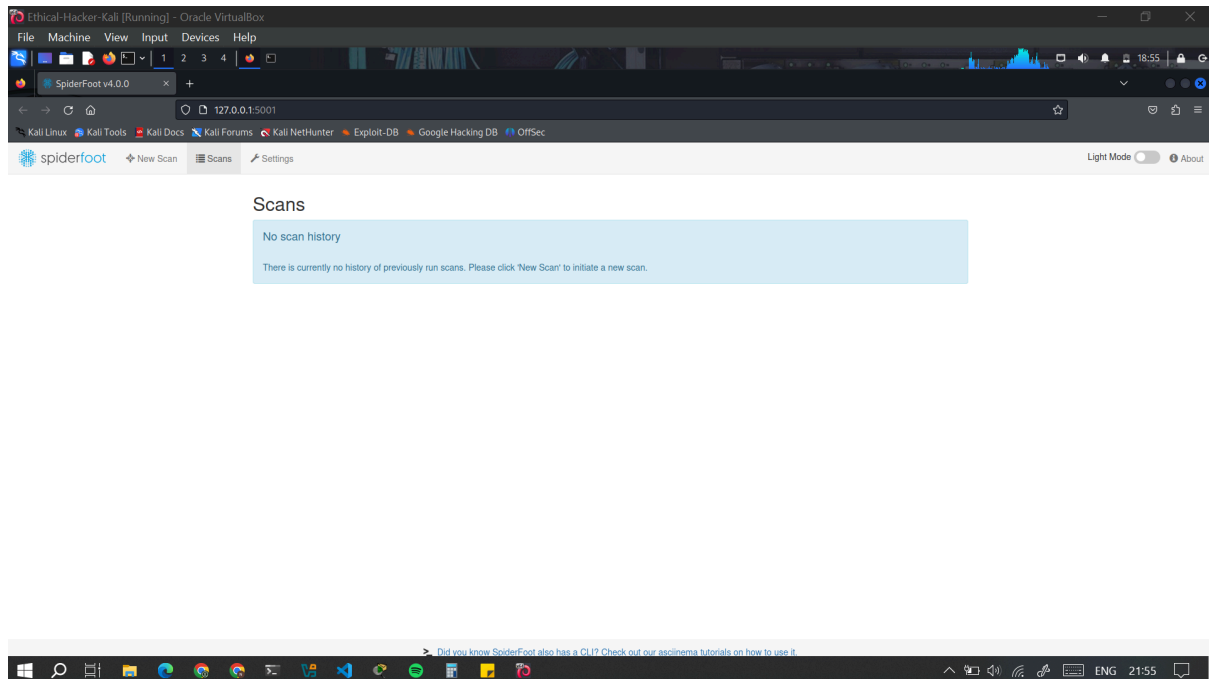 Ethical-Hacker-Kali [Running] - Oracle VirtualBox
File Machine View Input Devices Help
1 2 3 4 18:55
SpiderFoot v4.0.0
127.0.0.1:5001
Kali Linux Kali Tools Kali Docs Kali Forums Kali NetHunter Exploit-DB Google Hacking DB OffSec
spiderfoot New Scan Scans Settings Light Mode About
Scans
No scan history
There is currently no history of previously run scans. Please click 'New Scan' to initiate a new scan.
Did you know SpiderFoot also has a CLI? Check out our asciinema tutorials on how to use it.
ENG 21:55